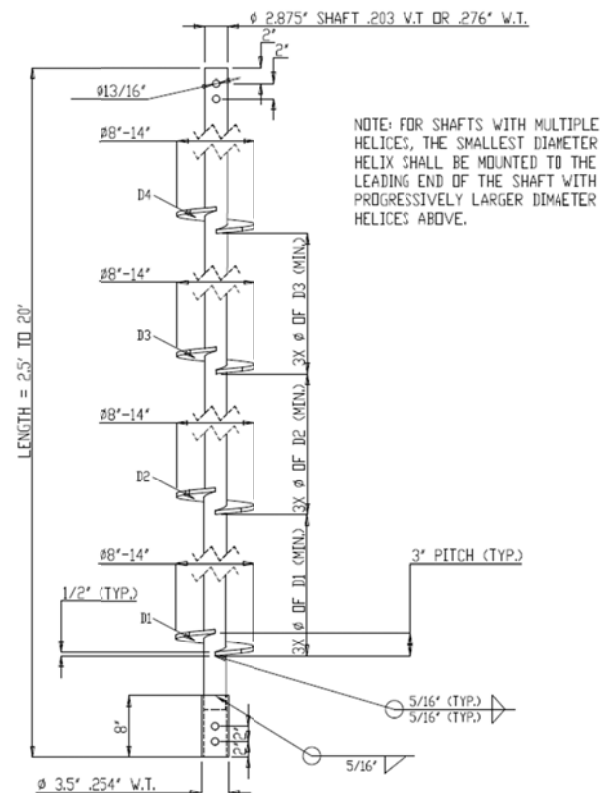 ø 2.875" SHAFT .203 V.T OR .276" W.T.
2"
2"
ø13/16"
ø8"-14"
NOTE: FOR SHAFTS WITH MULTIPLE
HELICES, THE SMALLEST DIAMETER
HELIX SHALL BE MOUNTED TO THE
LEADING END OF THE SHAFT WITH
PROGRESSIVELY LARGER DIMAETER
HELICES ABOVE.
D4
ø8"-14"
3X ø OF D3 (MIN.)
D3
LENGTH = 2.5' TO 20'
ø8"-14"
3X ø OF D2 (MIN.)
D2
ø8"-14"
3X ø OF D1 (MIN.)
3" PITCH (TYP.)
1/2" (TYP.)
D1
5/16" (TYP.)
5/16" (TYP.)
8"
2"
2"
5/16"
ø 3.5" .254" W.T.